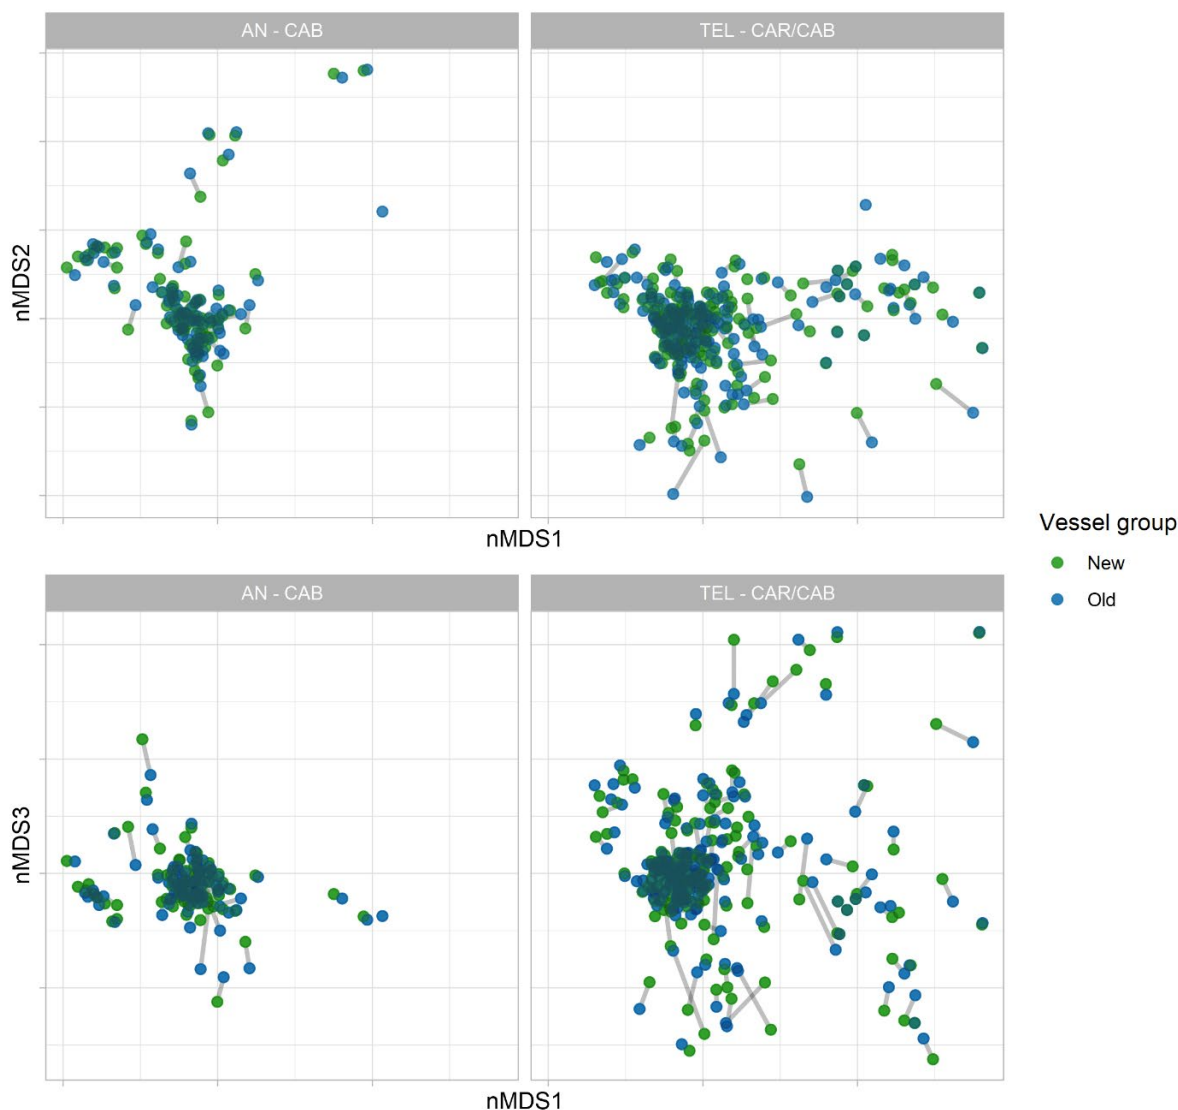 AN - CAB
TEL - CAR/CAB
nMDS2
nMDS1
Vessel group
New
Old
AN - CAB
TEL - CAR/CAB
nMDS3
nMDS1